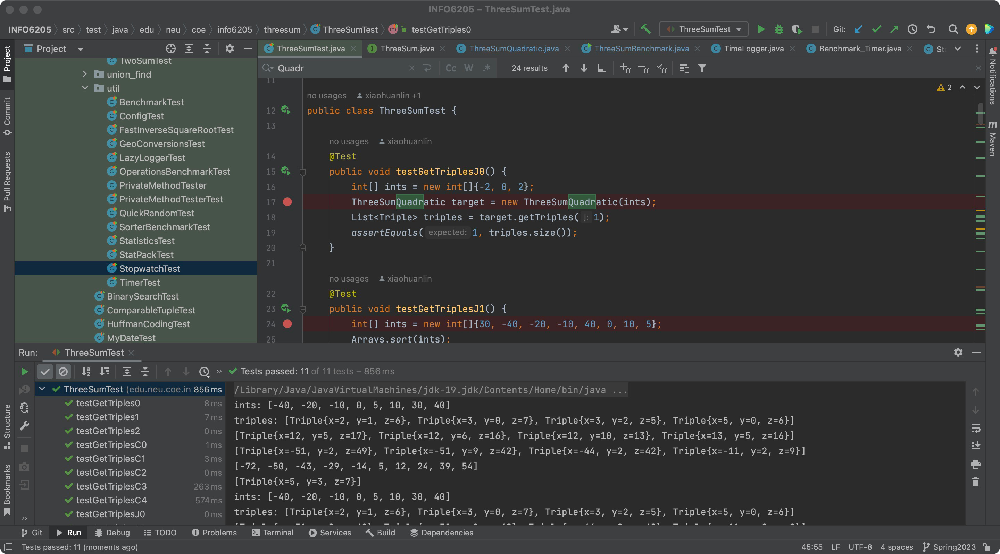 INFO6205 – ThreeSumTest.java
INFO6205 src test java edu neu coe info6205 threesum ThreeSumTest testGetTriples0
ThreeSumTest Git:
Project
ThreeSumTest.java ThreeSum.java ThreeSumQuadratic.java ThreeSumBenchmark.java TimeLogger.java Benchmark_Timer.java
Quadr Cc W .* 24 results
Project
Commit
Pull Requests
Structure
Bookmarks
TwoSumTest
union_find
util
BenchmarkTest
ConfigTest
FastInverseSquareRootTest
GeoConversionsTest
LazyLoggerTest
OperationsBenchmarkTest
PrivateMethodTester
PrivateMethodTesterTest
QuickRandomTest
SorterBenchmarkTest
StatisticsTest
StatPackTest
StopwatchTest
TimerTest
BinarySearchTest
ComparableTupleTest
HuffmanCodingTest
MyDateTest
11
no usages xiaohuanlin +1
12 public class ThreeSumTest {
13
no usages xiaohuanlin
14 @Test
15 public void testGetTriplesJ0() {
16 int[] ints = new int[]{-2, 0, 2};
17 ThreeSumQuadratic target = new ThreeSumQuadratic(ints);
18 List<Triple> triples = target.getTriples( j: 1);
19 assertEquals( expected: 1, triples.size());
20 }
21
no usages xiaohuanlin
22 @Test
23 public void testGetTriplesJ1() {
24 int[] ints = new int[]{30, -40, -20, -10, 40, 0, 10, 5};
25 Arrays.sort(ints);
2
Notifications
Maven
Run: ThreeSumTest
Tests passed: 11 of 11 tests – 856 ms
ThreeSumTest (edu.neu.coe.in 856 ms
testGetTriples0 8 ms
testGetTriples1 7 ms
testGetTriples2 0 ms
testGetTriplesC0 1 ms
testGetTriplesC1 3 ms
testGetTriplesC2 0 ms
testGetTriplesC3 263 ms
testGetTriplesC4 574 ms
testGetTriplesJ0 0 ms
/Library/Java/JavaVirtualMachines/jdk-19.jdk/Contents/Home/bin/java ...
ints: [-40, -20, -10, 0, 5, 10, 30, 40]
triples: [Triple{x=2, y=1, z=6}, Triple{x=3, y=0, z=7}, Triple{x=3, y=2, z=5}, Triple{x=5, y=0, z=6}]
[Triple{x=12, y=5, z=17}, Triple{x=12, y=6, z=16}, Triple{x=12, y=10, z=13}, Triple{x=13, y=5, z=16}]
[Triple{x=-51, y=2, z=49}, Triple{x=-51, y=9, z=42}, Triple{x=-44, y=2, z=42}, Triple{x=-11, y=2, z=9}]
[-72, -50, -43, -29, -14, 5, 12, 24, 39, 54]
[Triple{x=5, y=3, z=7}]
ints: [-40, -20, -10, 0, 5, 10, 30, 40]
triples: [Triple{x=2, y=1, z=6}, Triple{x=3, y=0, z=7}, Triple{x=3, y=2, z=5}, Triple{x=5, y=0, z=6}]
Git Run Debug TODO Problems Terminal Services Build Dependencies
Tests passed: 11 (moments ago) 45:55 LF UTF-8 4 spaces Spring2023